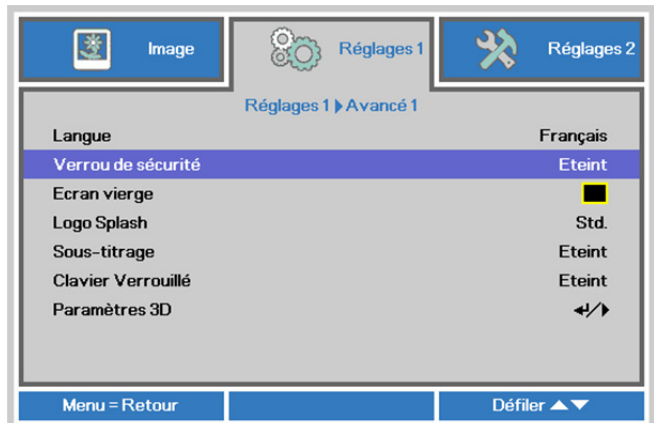 Image
Réglages 1
Réglages 2
Réglages 1 ▶ Avancé 1
Langue Français
Verrou de sécurité Eteint
Ecran vierge
Logo Splash Std.
Sous-titrage Eteint
Clavier Verrouillé Eteint
Paramètres 3D ↵/▶
Menu = Retour
Défiler ▲▼